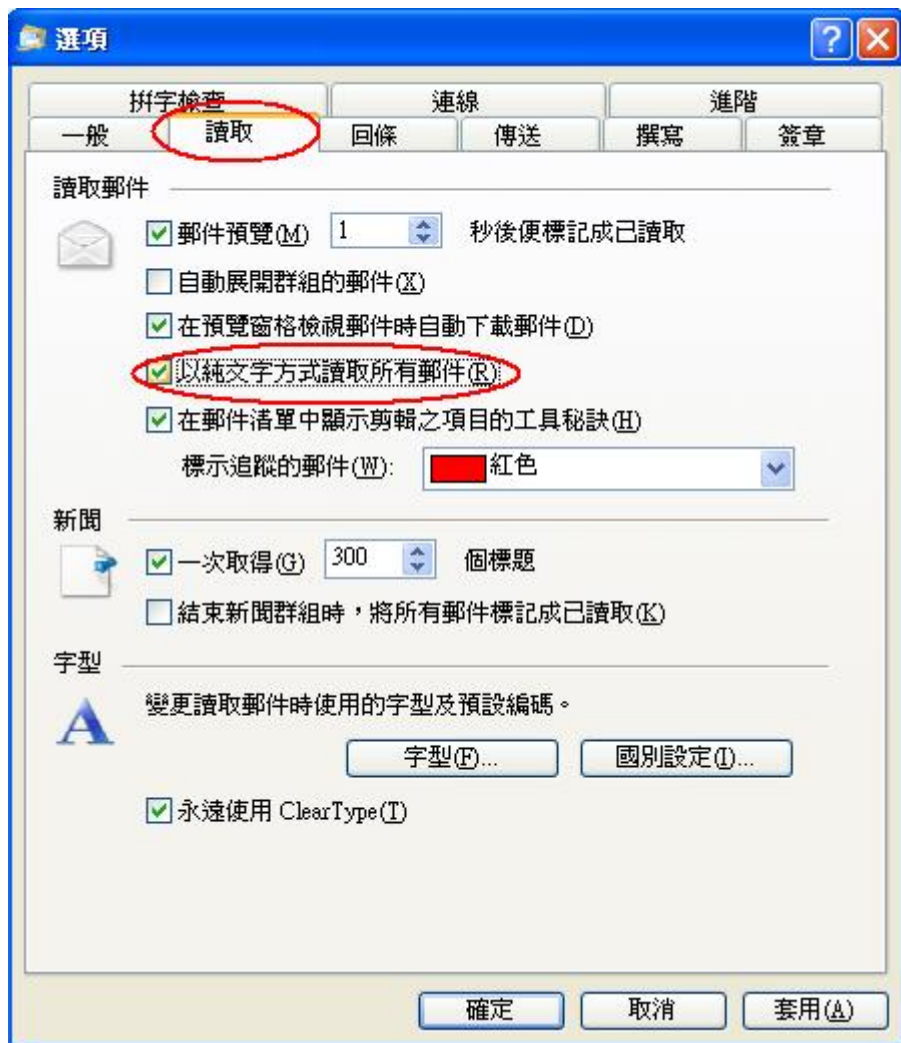 選項
拼字檢查 連線 進階
一般 讀取 回條 傳送 撰寫 簽章
讀取郵件
郵件預覽(M) 1 秒後便標記成已讀取
自動展開群組的郵件(X)
在預覽窗格檢視郵件時自動下載郵件(D)
以純文字方式讀取所有郵件(R)
在郵件清單中顯示剪輯之項目的工具秘訣(H)
標示追蹤的郵件(W): 紅色
新聞
一次取得(G) 300 個標題
結束新聞群組時，將所有郵件標記成已讀取(K)
字型
變更讀取郵件時使用的字型及預設編碼。
字型(F)... 國別設定(I)...
永遠使用 ClearType(T)
確定 取消 套用(A)